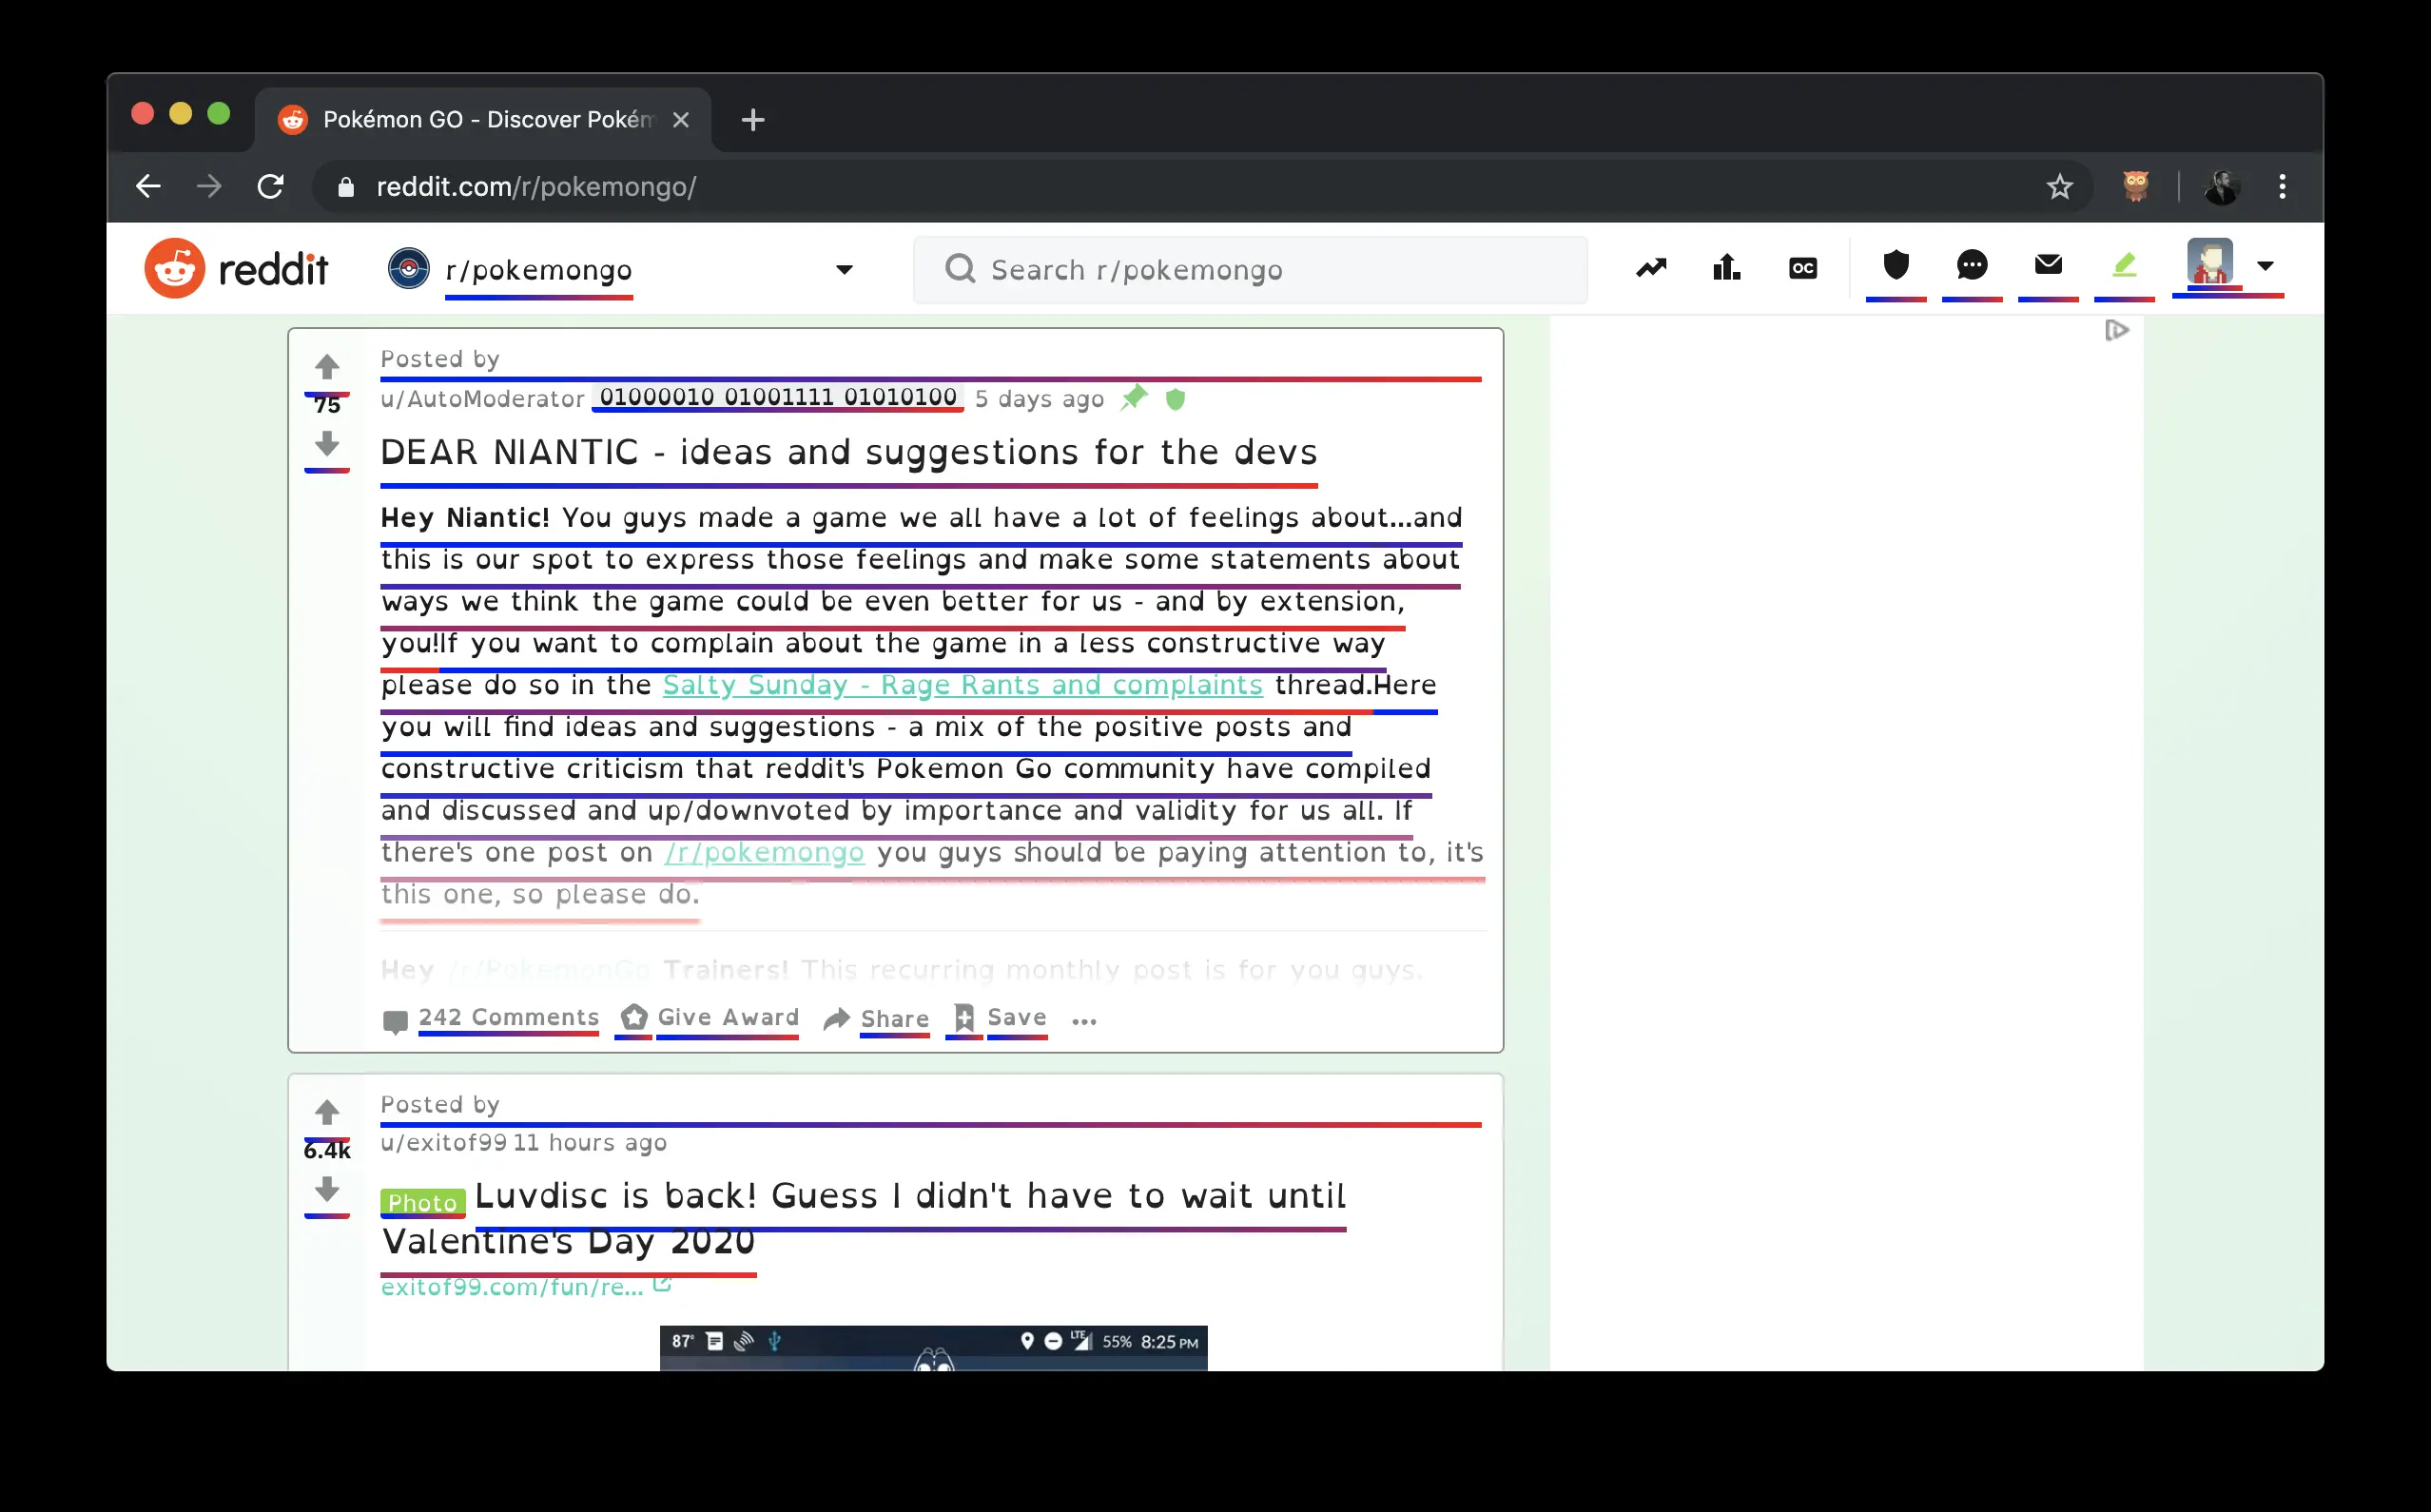 Pokémon GO - Discover Pokém
reddit.com/r/pokemongo/
reddit
r/pokemongo
Search r/pokemongo
OC
Posted by
75
u/AutoModerator 01000010 01001111 01010100 5 days ago
DEAR NIANTIC - ideas and suggestions for the devs
Hey Niantic! You guys made a game we all have a lot of feelings about...and
this is our spot to express those feelings and make some statements about
ways we think the game could be even better for us - and by extension,
you!If you want to complain about the game in a less constructive way
please do so in the Salty Sunday - Rage Rants and complaints thread.Here
you will find ideas and suggestions - a mix of the positive posts and
constructive criticism that reddit's Pokemon Go community have compiled
and discussed and up/downvoted by importance and validity for us all. If
there's one post on /r/pokemongo you guys should be paying attention to, it's
this one, so please do.
Hey /r/PokemonGo Trainers! This recurring monthly post is for you guys.
242 Comments Give Award Share Save
Posted by
6.4k
u/exitof99 11 hours ago
Photo Luvdisc is back! Guess I didn't have to wait until
Valentine's Day 2020
exitof99.com/fun/re...
87° LTE 55% 8:25 PM